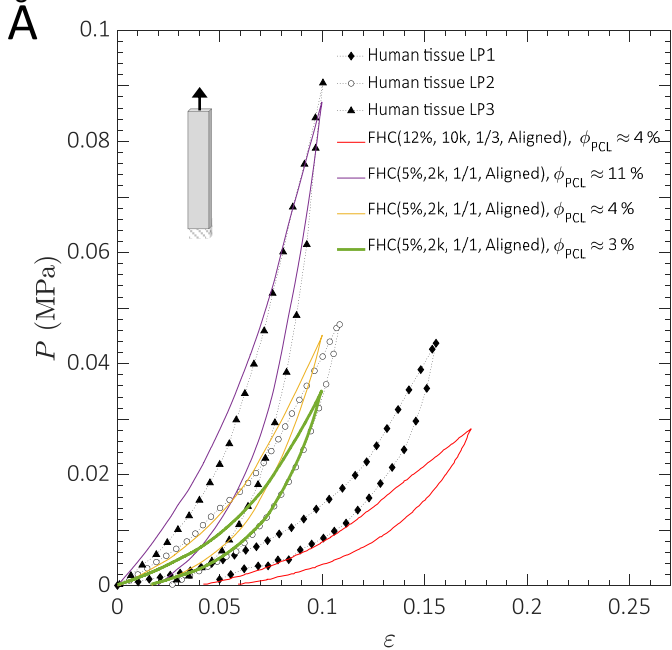 A
0.1
0.08
0.06
0.04
0.02
0
P (MPa)
Human tissue LP1
Human tissue LP2
Human tissue LP3
FHC(12%, 10k, 1/3, Aligned), ϕPCL ≈ 4 %
FHC(5%,2k, 1/1, Aligned), ϕPCL ≈ 11 %
FHC(5%,2k, 1/1, Aligned), ϕPCL ≈ 4 %
FHC(5%,2k, 1/1, Aligned), ϕPCL ≈ 3 %
0 0.05 0.1 0.15 0.2 0.25
ε